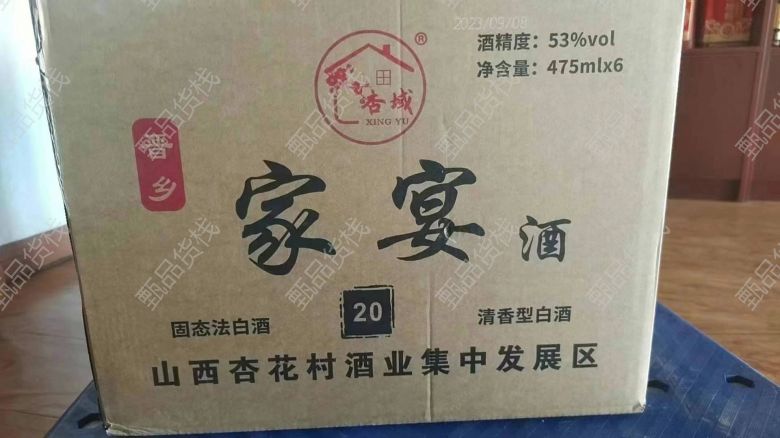 2023/09/08
酒精度：53%vol
净含量：475mlx6
®
杏域
XING YU
晋乡
家宴酒
20
固态法白酒
清香型白酒
山西杏花村酒业集中发展区
甄品货栈